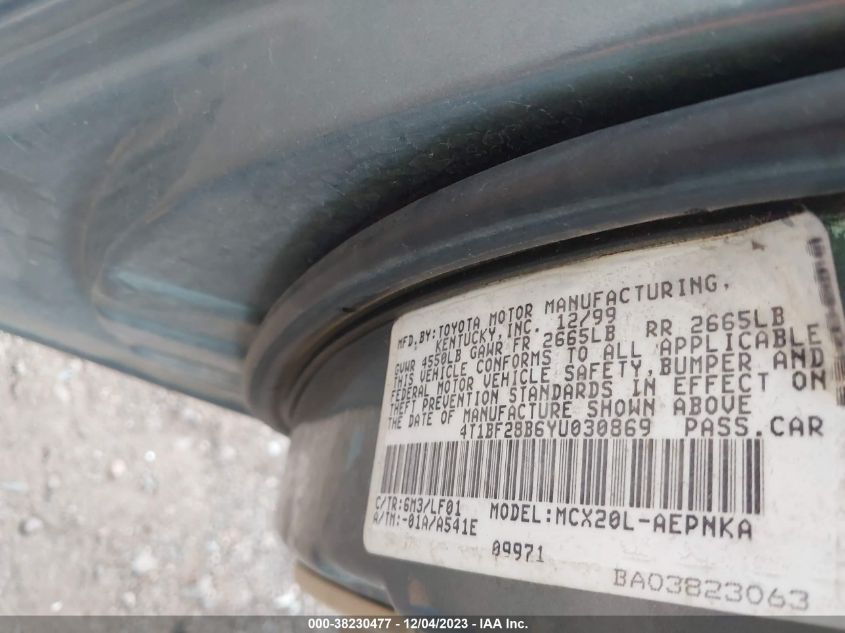 MFD.BY:TOYOTA MOTOR MANUFACTURING,
KENTUCKY,INC. 12/99
GVWR 4550LB GAWR FR 2665LB RR 2665LB
THIS VEHICLE CONFORMS TO ALL APPLICABLE
FEDERAL MOTOR VEHICLE SAFETY,BUMPER AND
THEFT PREVENTION STANDARDS IN EFFECT ON
THE DATE OF MANUFACTURE SHOWN ABOVE
4T1BF28B6YU030869 PASS.CAR
C/TR:6M3/LF01 MODEL:MCX20L-AEPNKA
A/TM:-01A/A541E
09971
BA03823063
000-38230477 - 12/04/2023 - IAA Inc.